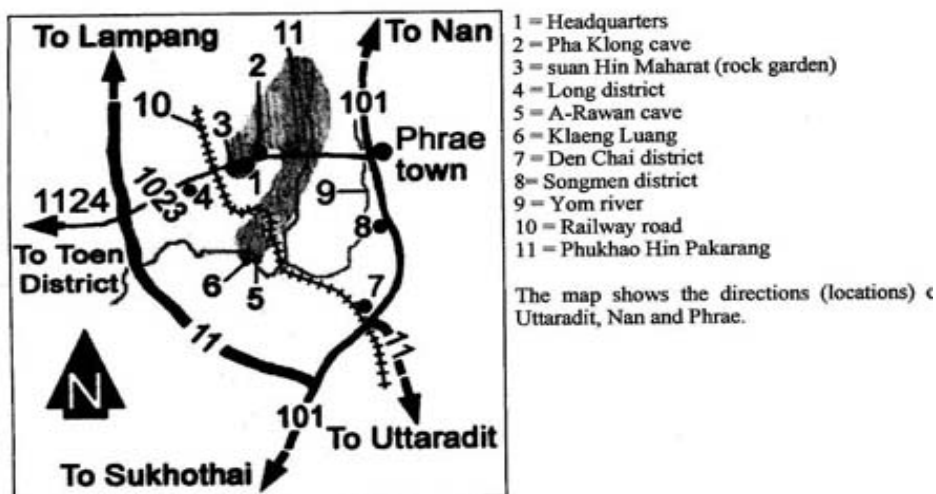 To Lampang
11
To Nan
10
2
101
3
Phrae
town
1
1023
4
9
1124
8
To Toen
District
6
5
7
11
11
N
101
To Uttaradit
To Sukhothai
1 = Headquarters
2 = Pha Klong cave
3 = suan Hin Maharat (rock garden)
4 = Long district
5 = A-Rawan cave
6 = Klaeng Luang
7 = Den Chai district
8= Songmen district
9 = Yom river
10 = Railway road
11 = Phukhao Hin Pakarang
The map shows the directions (locations)
Uttaradit, Nan and Phrae.